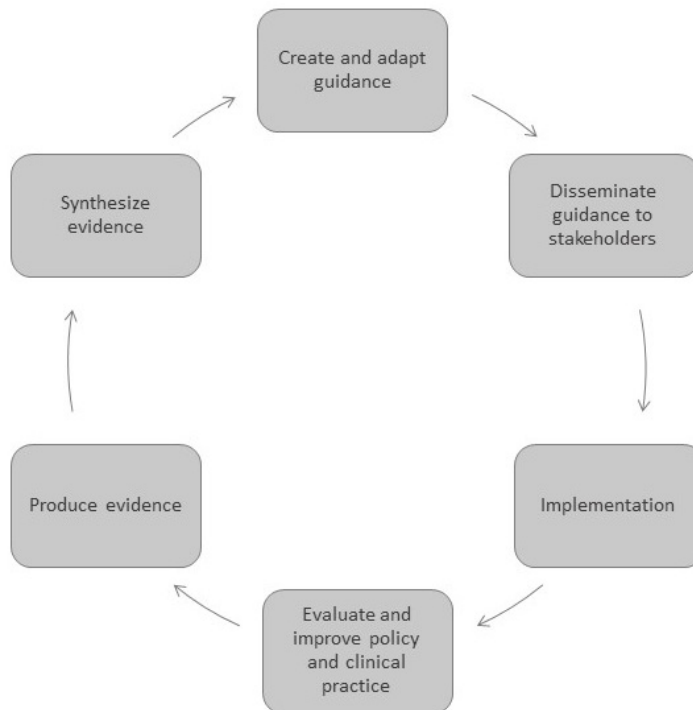 Create and adapt
guidance
Disseminate
guidance to
stakeholders
Implementation
Evaluate and
improve policy
and clinical
practice
Produce evidence
Synthesize
evidence